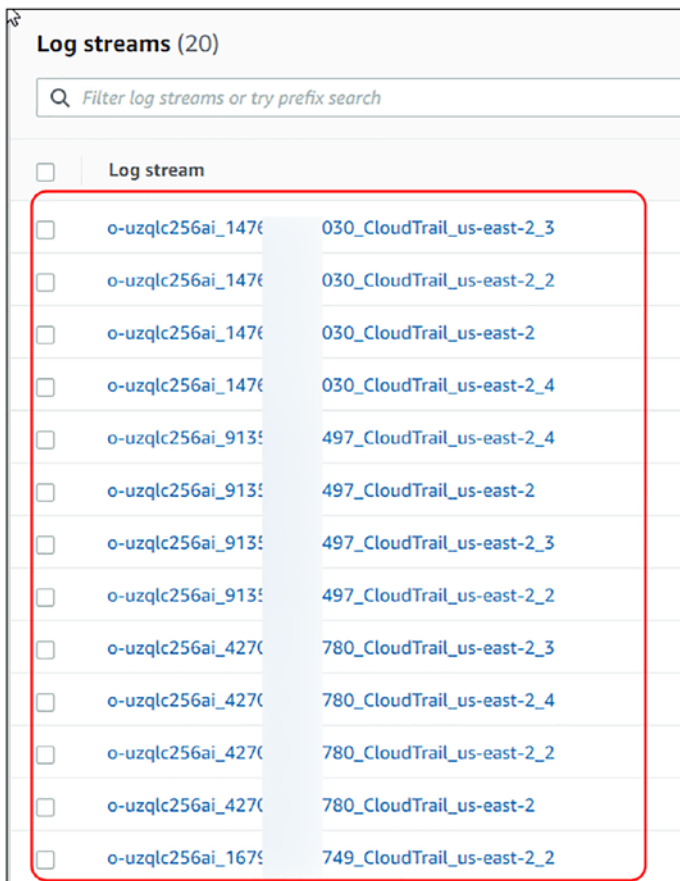 Log streams (20)
Filter log streams or try prefix search
Log stream
o-uzqlc256ai_1476 030_CloudTrail_us-east-2_3
o-uzqlc256ai_1476 030_CloudTrail_us-east-2_2
o-uzqlc256ai_1476 030_CloudTrail_us-east-2
o-uzqlc256ai_1476 030_CloudTrail_us-east-2_4
o-uzqlc256ai_9135 497_CloudTrail_us-east-2_4
o-uzqlc256ai_9135 497_CloudTrail_us-east-2
o-uzqlc256ai_9135 497_CloudTrail_us-east-2_3
o-uzqlc256ai_9135 497_CloudTrail_us-east-2_2
o-uzqlc256ai_4270 780_CloudTrail_us-east-2_3
o-uzqlc256ai_4270 780_CloudTrail_us-east-2_4
o-uzqlc256ai_4270 780_CloudTrail_us-east-2_2
o-uzqlc256ai_4270 780_CloudTrail_us-east-2
o-uzqlc256ai_1679 749_CloudTrail_us-east-2_2